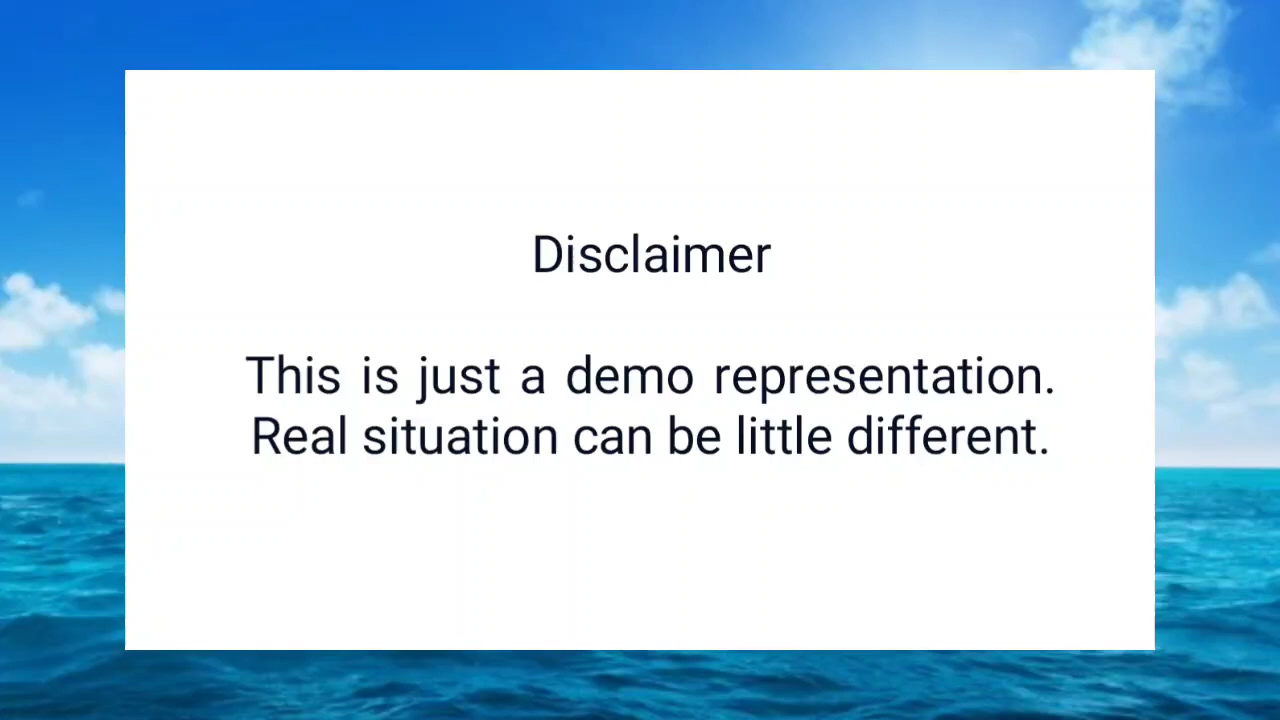 Disclaimer
This is just a demo representation.
Real situation can be little different.